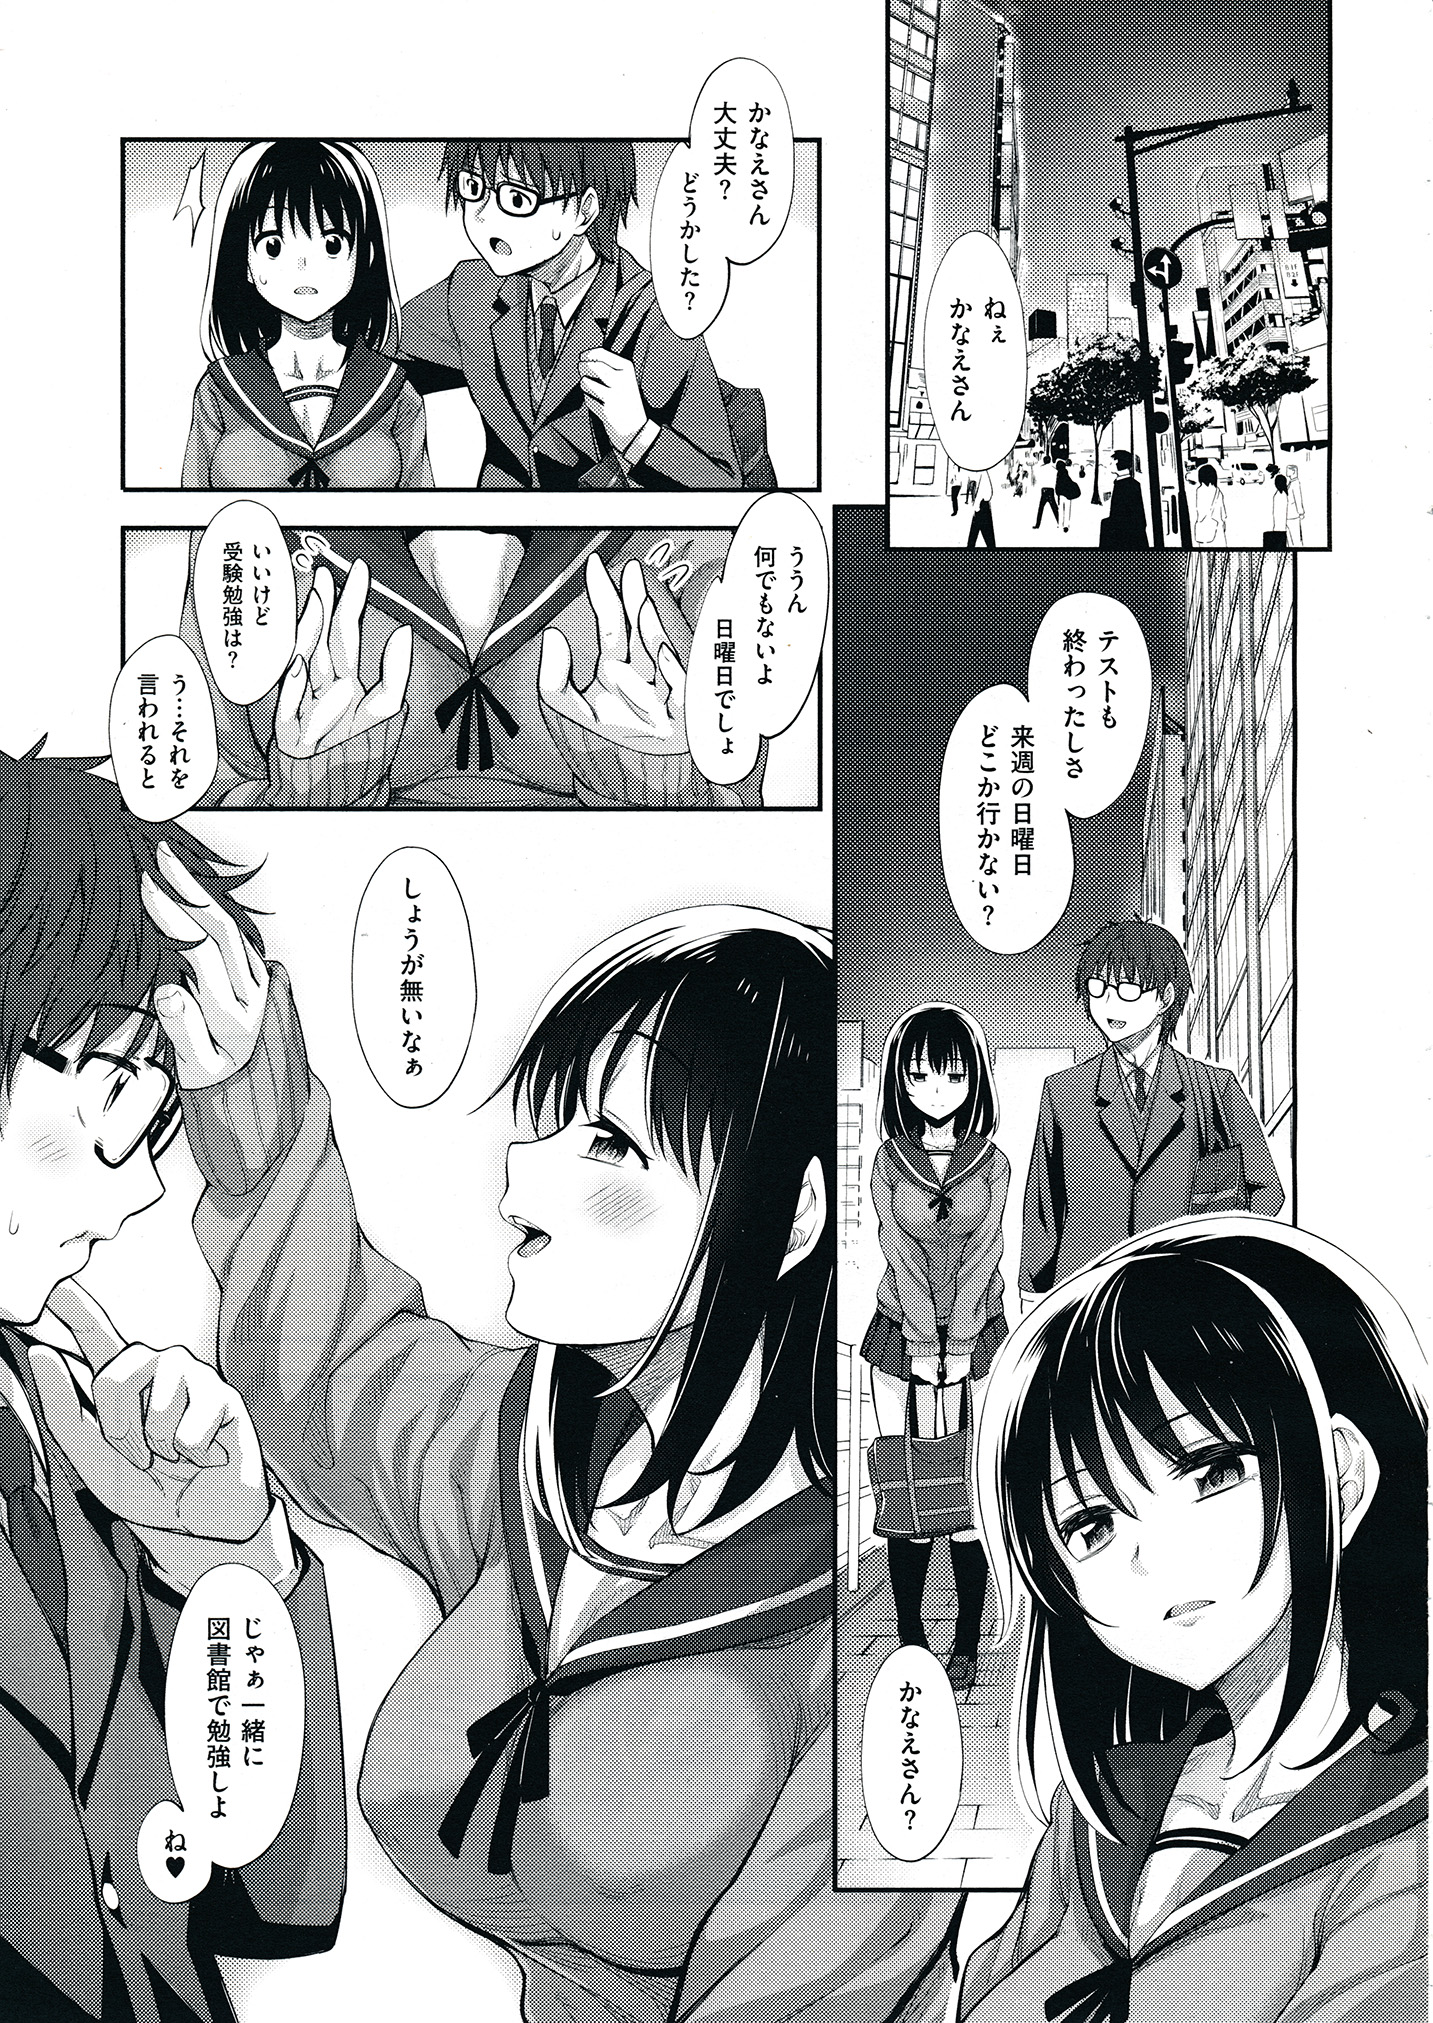 ねぇ
かなえさん
B1F
B2F
テストも
終わったしさ
来週の日曜日
どこか行かない?
かなえさん?
かなえさん
大丈夫?
どうかした?
ううん
何でもないよ
日曜日でしょ
いいけど
受験勉強は?
う…それを
言われると
しょうが無いなぁ
じゃぁ一緒に
図書館で勉強しよ
ね♥